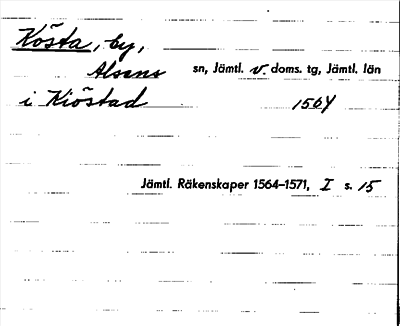 Kösta, by,
Alsens sn, Jämtl. v. doms. tg, Jämtl. län
i Kiöstad 1564
Jämtl. Räkenskaper 1564–1571, I s. 15